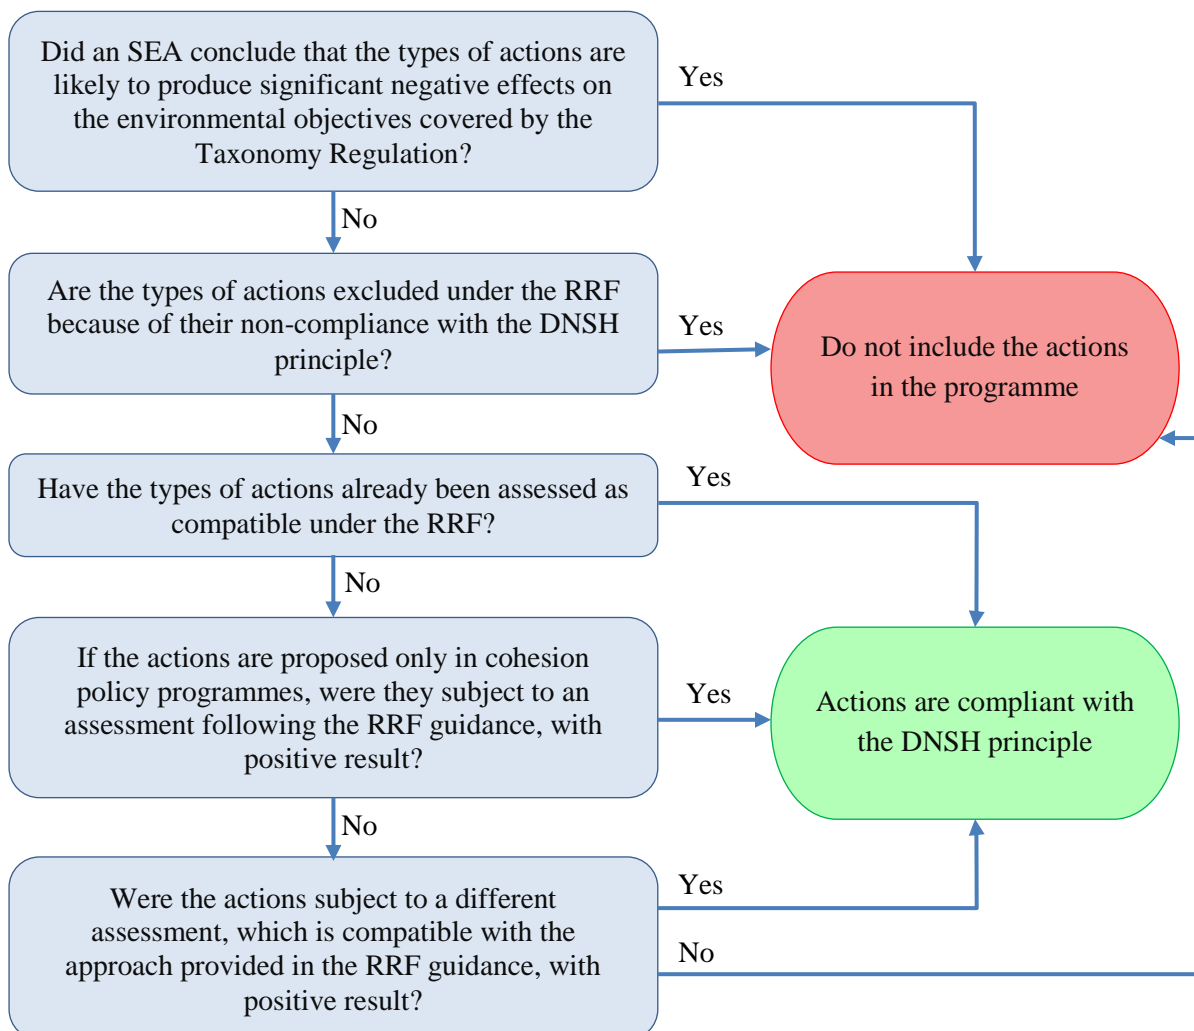 Did an SEA conclude that the types of actions are
likely to produce significant negative effects on
the environmental objectives covered by the
Taxonomy Regulation?
Yes
No
Are the types of actions excluded under the RRF
because of their non-compliance with the DNSH
principle?
Yes
Do not include the actions
in the programme
No
Have the types of actions already been assessed as
compatible under the RRF?
Yes
No
If the actions are proposed only in cohesion
policy programmes, were they subject to an
assessment following the RRF guidance, with
positive result?
Yes
Actions are compliant with
the DNSH principle
No
Were the actions subject to a different
assessment, which is compatible with the
approach provided in the RRF guidance, with
positive result?
Yes
No